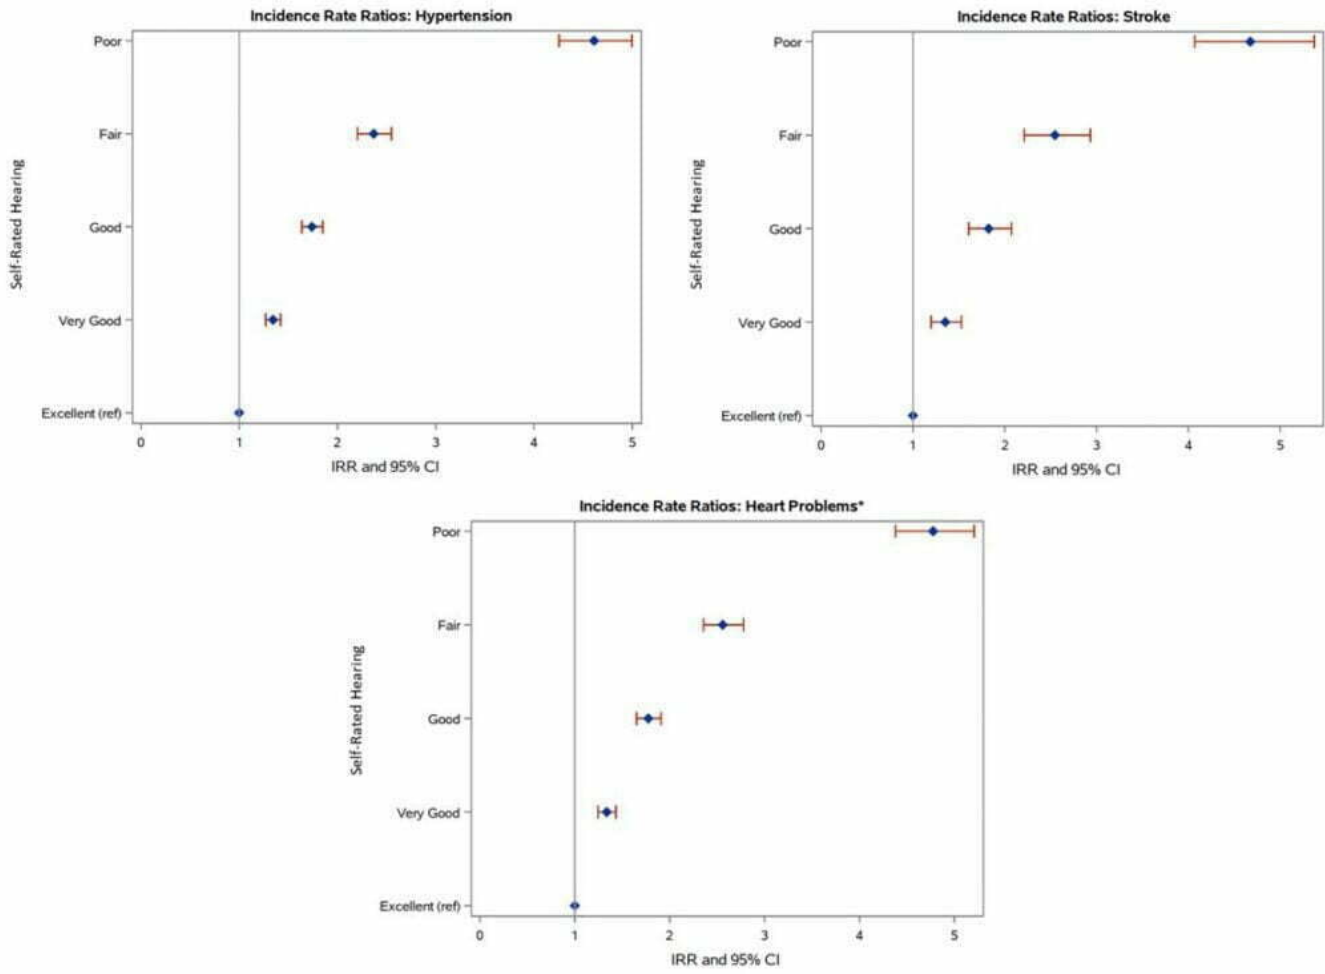 Incidence Rate Ratios: Hypertension
Poor
Fair
Good
Very Good
Excellent (ref)
Self-Rated Hearing
0 1 2 3 4 5
IRR and 95% CI
Incidence Rate Ratios: Stroke
Poor
Fair
Good
Very Good
Excellent (ref)
Self-Rated Hearing
0 1 2 3 4 5
IRR and 95% CI
Incidence Rate Ratios: Heart Problems*
Poor
Fair
Good
Very Good
Excellent (ref)
Self-Rated Hearing
0 1 2 3 4 5
IRR and 95% CI